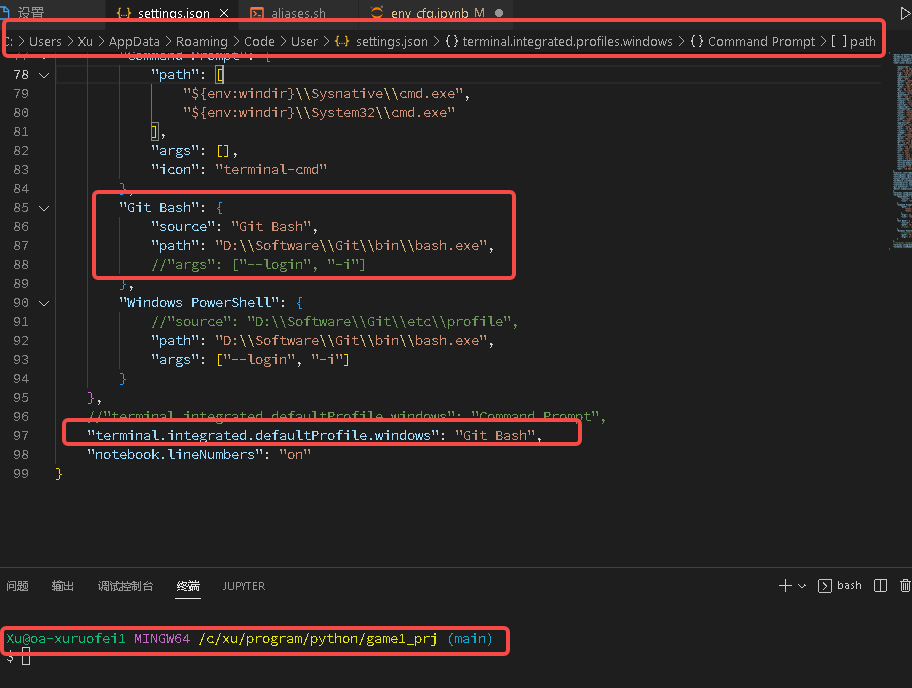 设置 {..} settings.json × aliases.sh env_cfg.ipynb M ●
C: > Users > Xu > AppData > Roaming > Code > User > {..} settings.json > {} terminal.integrated.profiles.windows > {} Command Prompt > [ ] path
77 "Command Prompt": {
78 "path": [
79 "${env:windir}\\Sysnative\\cmd.exe",
80 "${env:windir}\\System32\\cmd.exe"
81 ],
82 "args": [],
83 "icon": "terminal-cmd"
84 },
85 "Git Bash": {
86 "source": "Git Bash",
87 "path": "D:\\Software\\Git\\bin\\bash.exe",
88 //"args": ["--login", "-i"]
89 },
90 "Windows PowerShell": {
91 //"source": "D:\\Software\\Git\\etc\\profile",
92 "path": "D:\\Software\\Git\\bin\\bash.exe",
93 "args": ["--login", "-i"]
94 }
95 },
96 //"terminal.integrated.defaultProfile.windows": "Command Prompt",
97 "terminal.integrated.defaultProfile.windows": "Git Bash",
98 "notebook.lineNumbers": "on"
99 }
问题 输出 调试控制台 终端 JUPYTER bash
Xu@oa-xuruofei1 MINGW64 /c/xu/program/python/game1_prj (main)
$